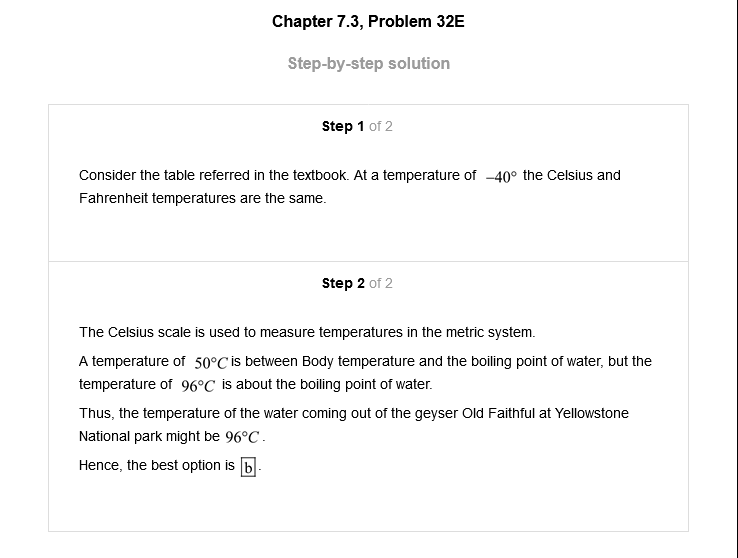 Chapter 7.3, Problem 32E
Step-by-step solution
Step 1 of 2
Consider the table referred in the textbook. At a temperature of –40° the Celsius and
Fahrenheit temperatures are the same.
Step 2 of 2
The Celsius scale is used to measure temperatures in the metric system.
A temperature of 50°C is between Body temperature and the boiling point of water, but the
temperature of 96°C is about the boiling point of water.
Thus, the temperature of the water coming out of the geyser Old Faithful at Yellowstone
National park might be 96°C.
Hence, the best option is b.